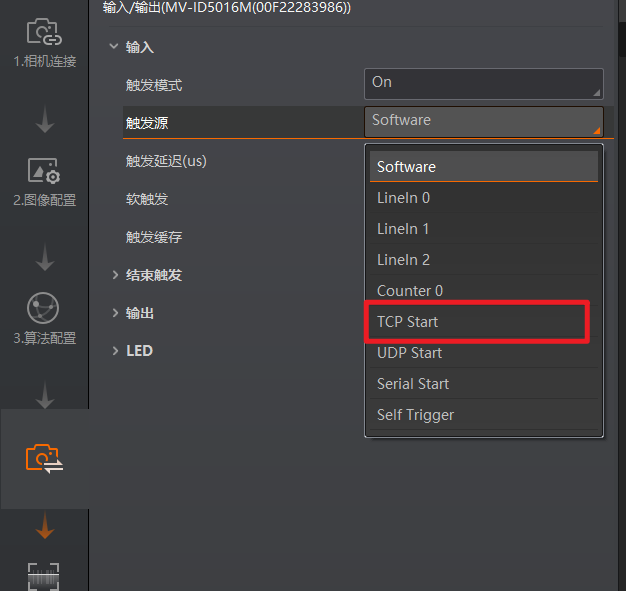 输入/输出(MV-ID5016M(00F22283986))
1.相机连接
2.图像配置
3.算法配置
输入
触发模式
On
触发源
Software
触发延迟(us)
软触发
触发缓存
结束触发
输出
LED
Software
LineIn 0
LineIn 1
LineIn 2
Counter 0
TCP Start
UDP Start
Serial Start
Self Trigger